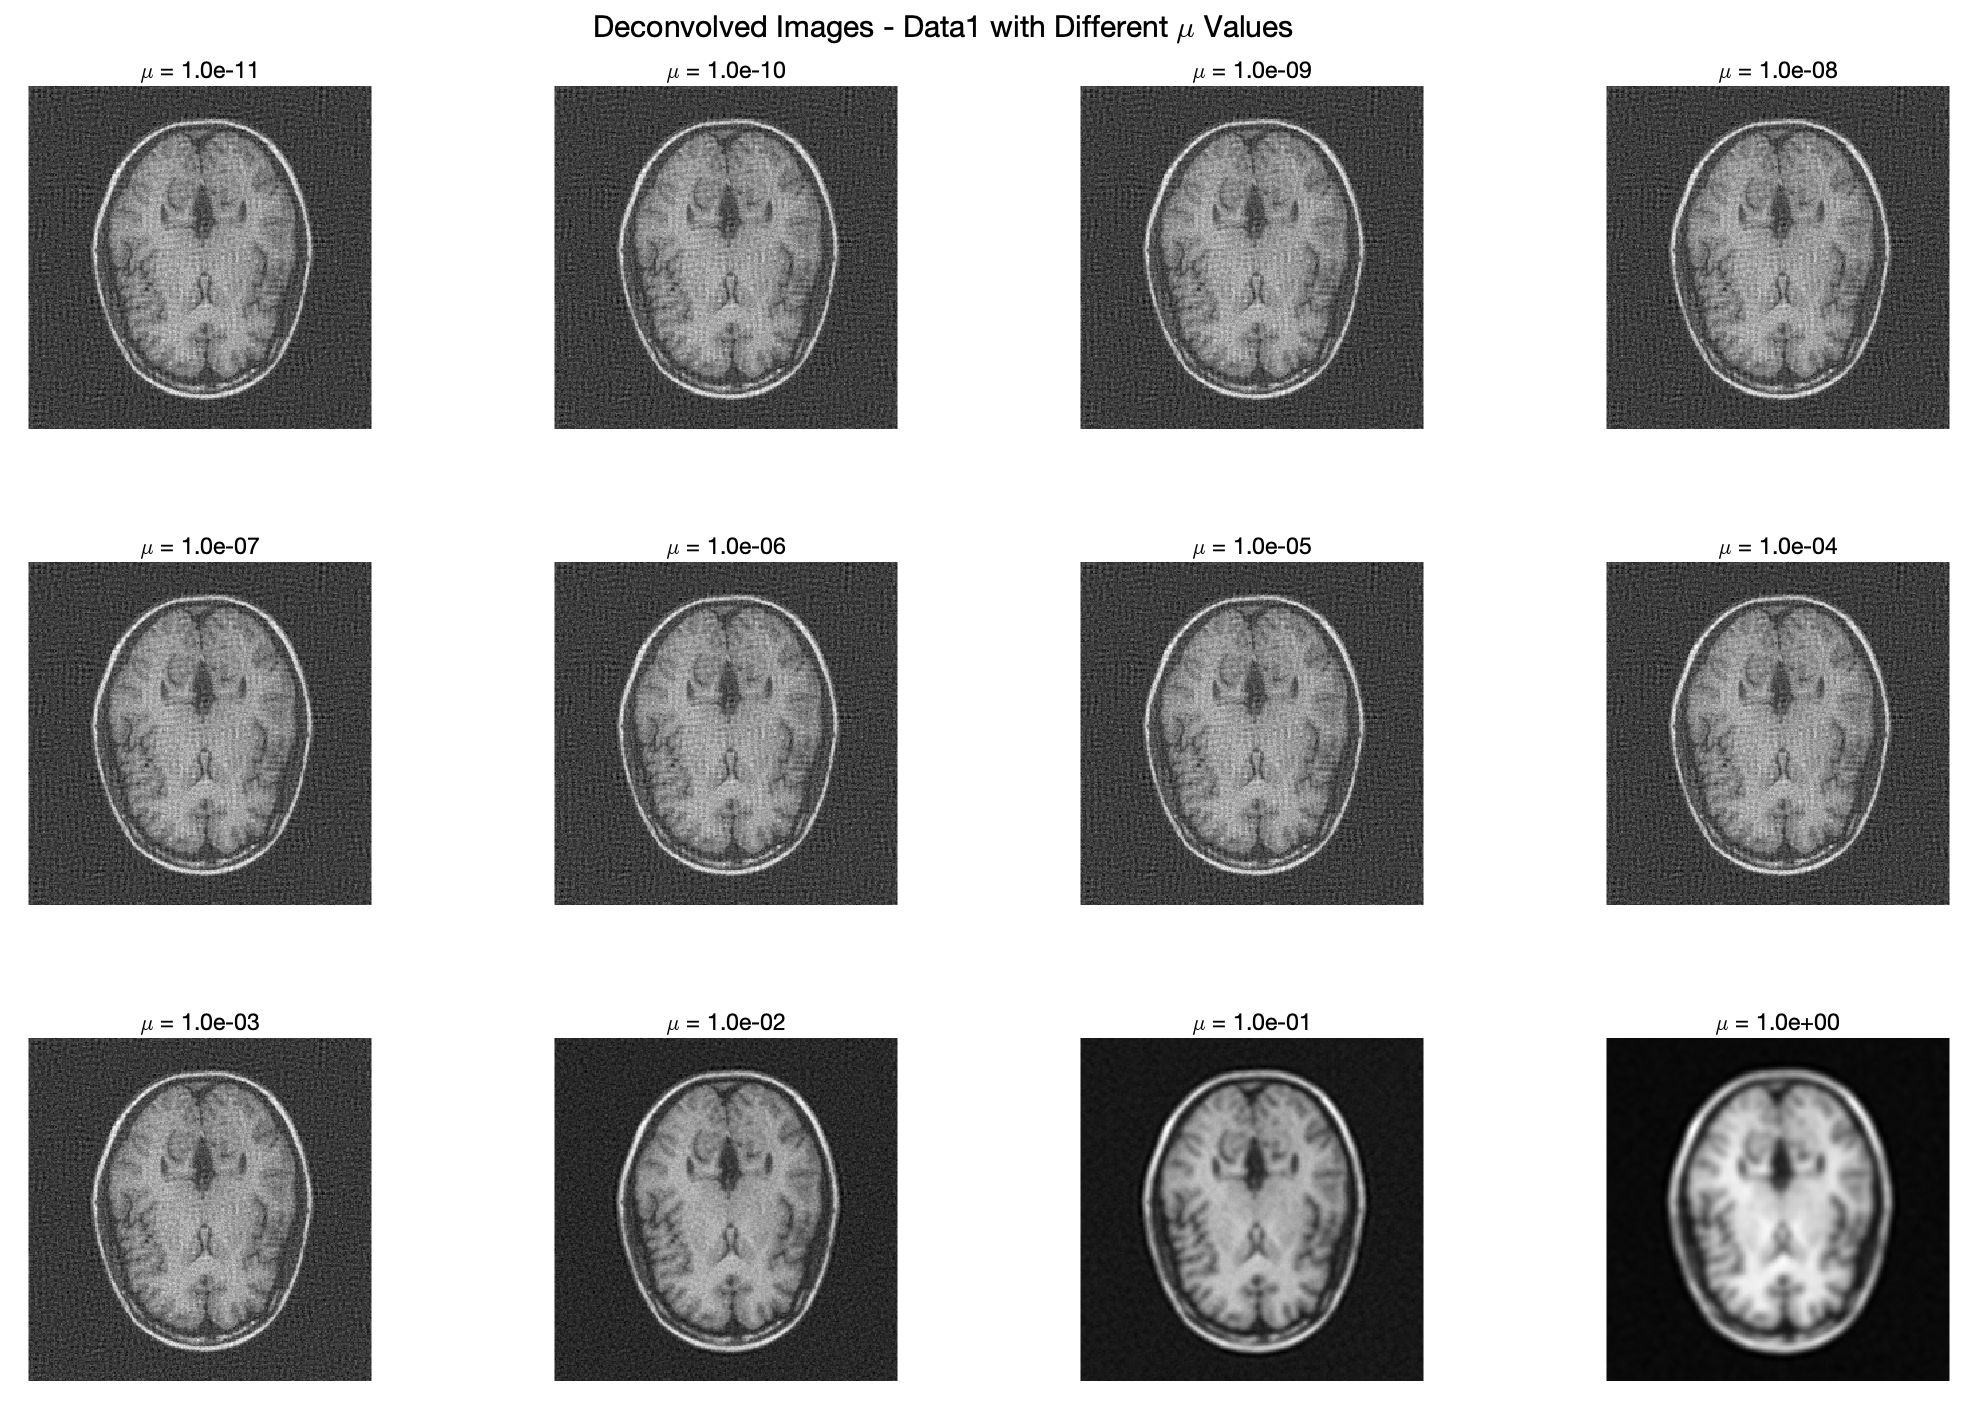 Deconvolved Images - Data1 with Different μ Values
μ = 1.0e-11
μ = 1.0e-10
μ = 1.0e-09
μ = 1.0e-08
μ = 1.0e-07
μ = 1.0e-06
μ = 1.0e-05
μ = 1.0e-04
μ = 1.0e-03
μ = 1.0e-02
μ = 1.0e-01
μ = 1.0e+00